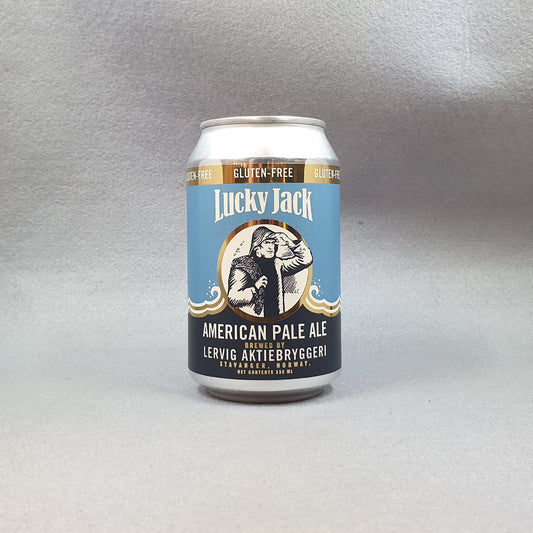 GLUTEN-FREE GLUTEN-FREE GLUTEN-FREE
Lucky Jack
AMERICAN PALE ALE
BREWED BY
LERVIG AKTIEBRYGGERI
STAVANGER, NORWAY.
NET CONTENTS 330 ML